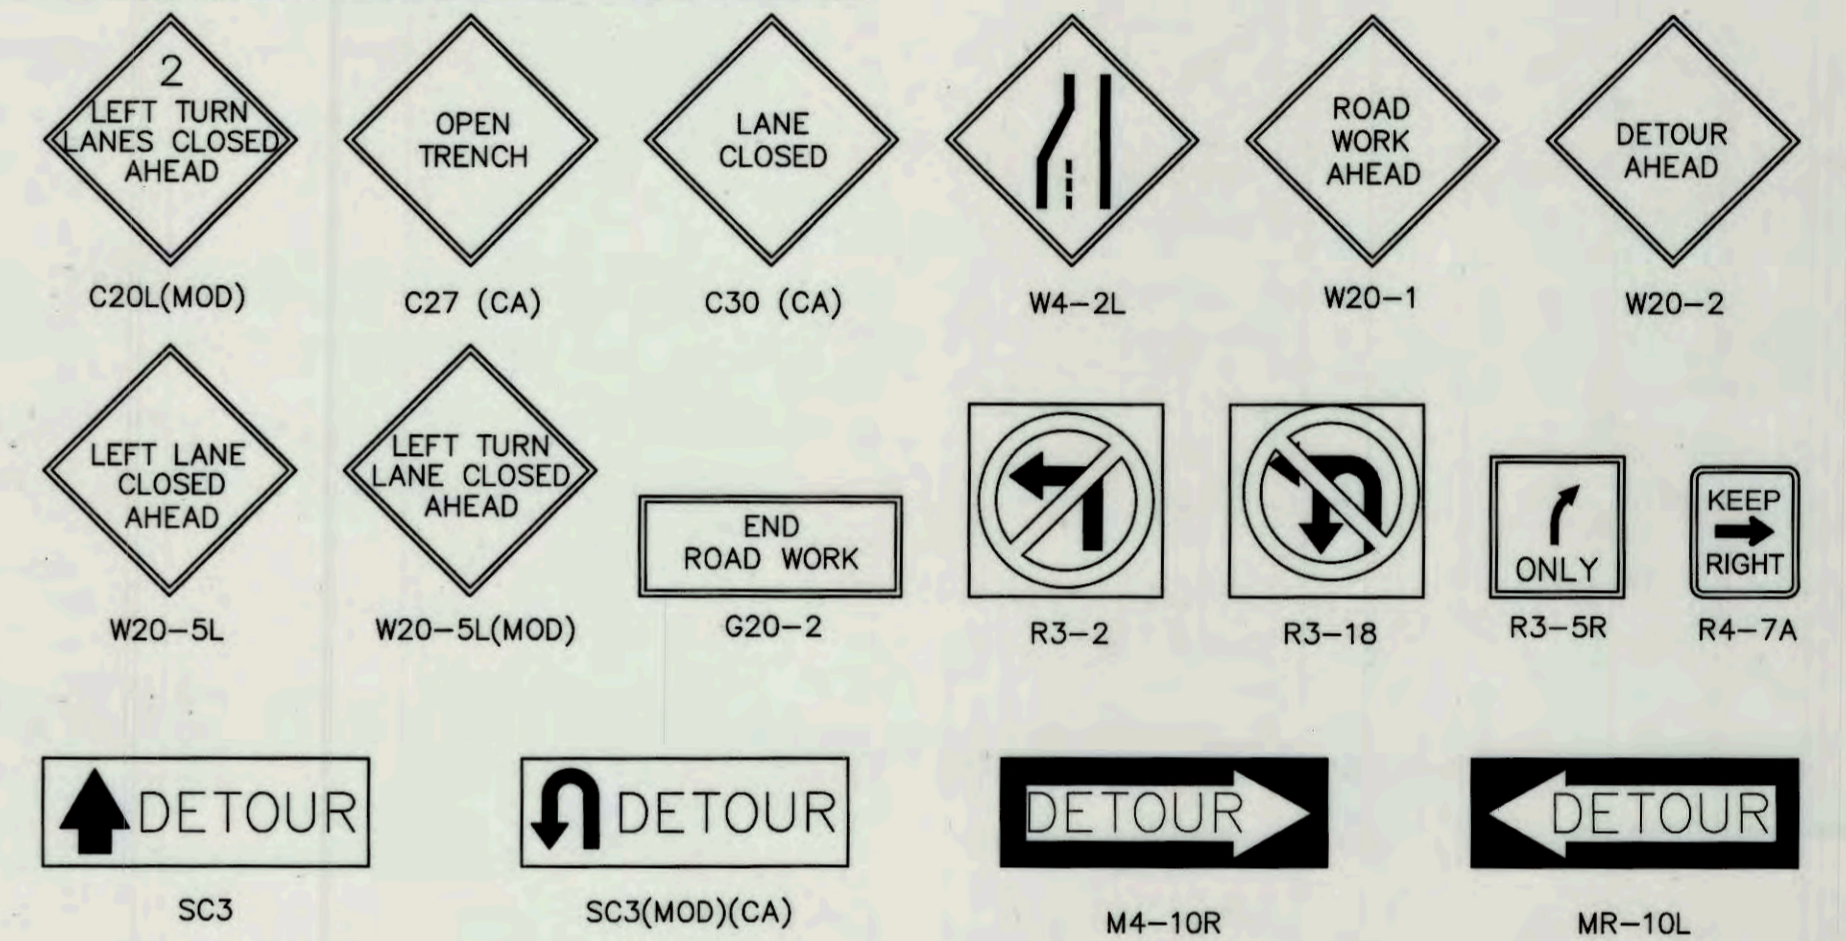 2
LEFT TURN
LANES CLOSED
AHEAD
C20L(MOD)
OPEN
TRENCH
C27 (CA)
LANE
CLOSED
C30 (CA)
W4-2L
ROAD
WORK
AHEAD
W20-1
DETOUR
AHEAD
W20-2
LEFT LANE
CLOSED
AHEAD
W20-5L
LEFT TURN
LANE CLOSED
AHEAD
W20-5L(MOD)
END
ROAD WORK
G20-2
R3-2
R3-18
ONLY
R3-5R
KEEP
RIGHT
R4-7A
DETOUR
SC3
DETOUR
SC3(MOD)(CA)
DETOUR
M4-10R
DETOUR
MR-10L